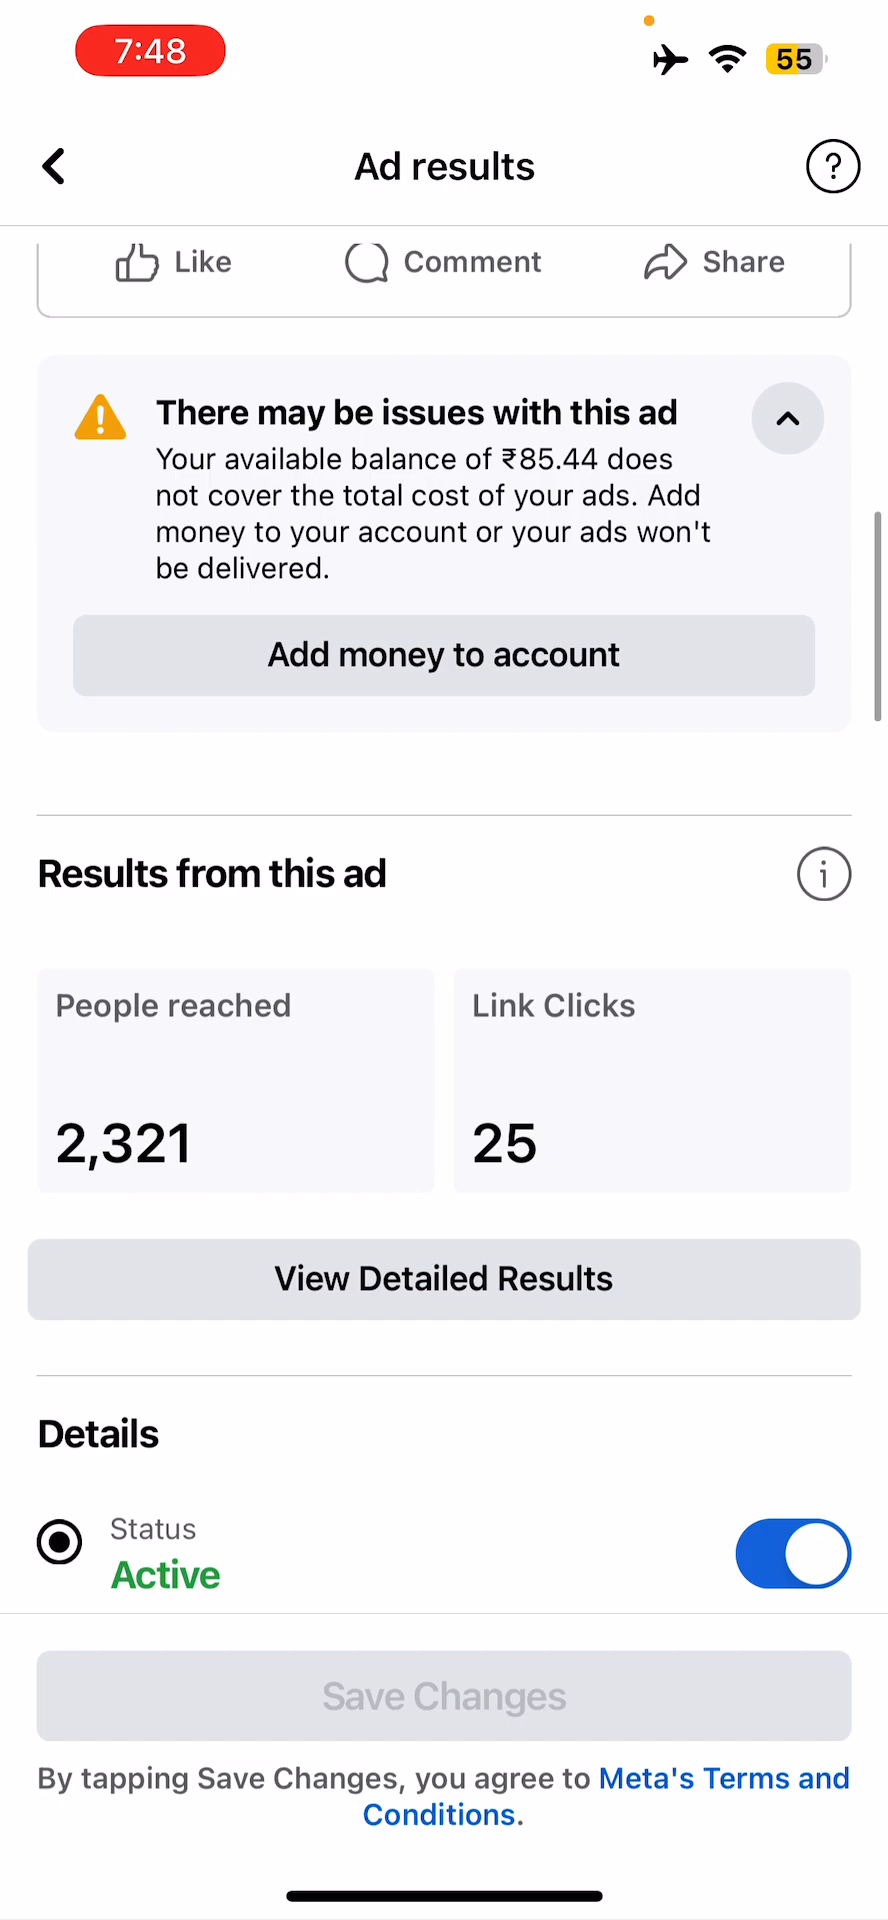 7:48
55
Ad results
?
Like
Comment
Share
There may be issues with this ad
Your available balance of ₹85.44 does
not cover the total cost of your ads. Add
money to your account or your ads won't
be delivered.
Add money to account
Results from this ad
i
People reached
Link Clicks
2,321
25
View Detailed Results
Details
Status
Active
Save Changes
By tapping Save Changes, you agree to Meta's Terms and
Conditions.